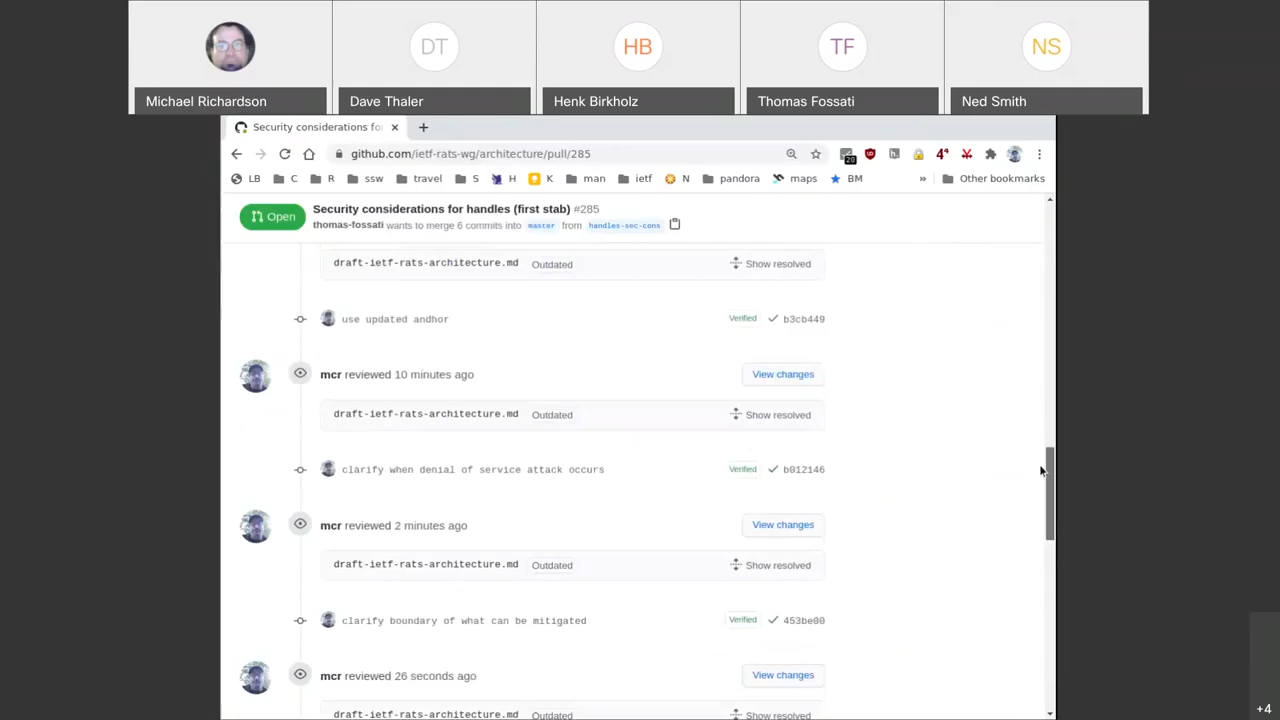 DT
HB
TF
NS
Michael Richardson
Dave Thaler
Henk Birkholz
Thomas Fossati
Ned Smith
Security considerations fo
github.com/ietf-rats-wg/architecture/pull/285
20
LB C R ssw travel S H K man ietf N pandora maps BM » Other bookmarks
Open
Security considerations for handles (first stab) #285
thomas-fossati wants to merge 6 commits into master from handles-sec-cons
draft-ietf-rats-architecture.md Outdated Show resolved
use updated andhor Verified b3cb449
mcr reviewed 10 minutes ago View changes
draft-ietf-rats-architecture.md Outdated Show resolved
clarify when denial of service attack occurs Verified b012146
mcr reviewed 2 minutes ago View changes
draft-ietf-rats-architecture.md Outdated Show resolved
clarify boundary of what can be mitigated Verified 453be00
mcr reviewed 26 seconds ago View changes
draft-ietf-rats-architecture.md Outdated Show resolved
+4